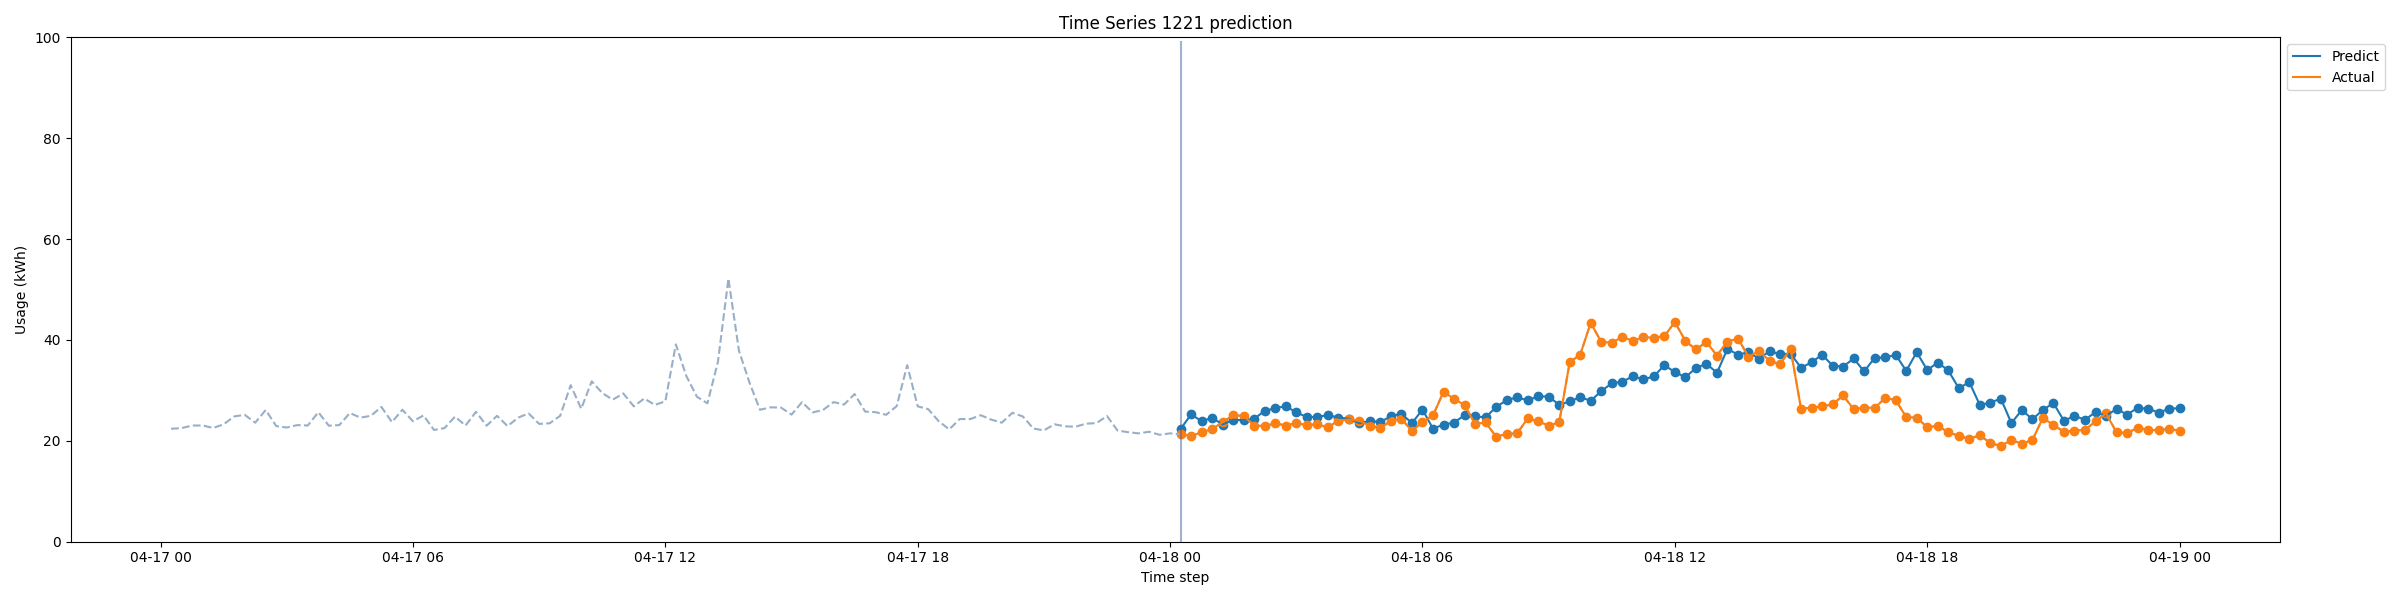 Time Series 1221 prediction
Predict
Actual
100
80
60
40
20
0
Usage (kWh)
04-17 00 04-17 06 04-17 12 04-17 18 04-18 00 04-18 06 04-18 12 04-18 18 04-19 00
Time step